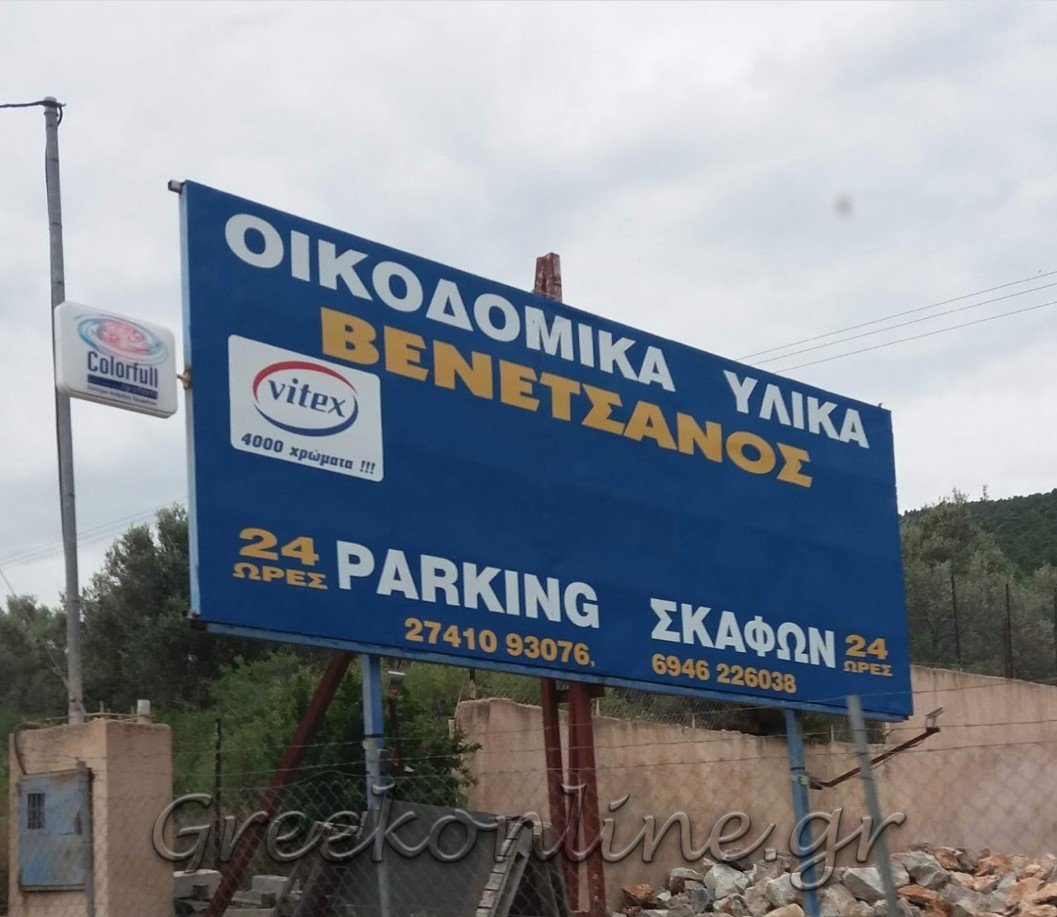 ΟΙΚΟΔΟΜΙΚΑ ΥΛΙΚΑ
ΒΕΝΕΤΣΑΝΟΣ
Colorfull
vitex
4000 χρώματα !!!
24 ΩΡΕΣ PARKING ΣΚΑΦΩΝ 24 ΩΡΕΣ
27410 93076, 6946 226038
Greekonline.gr